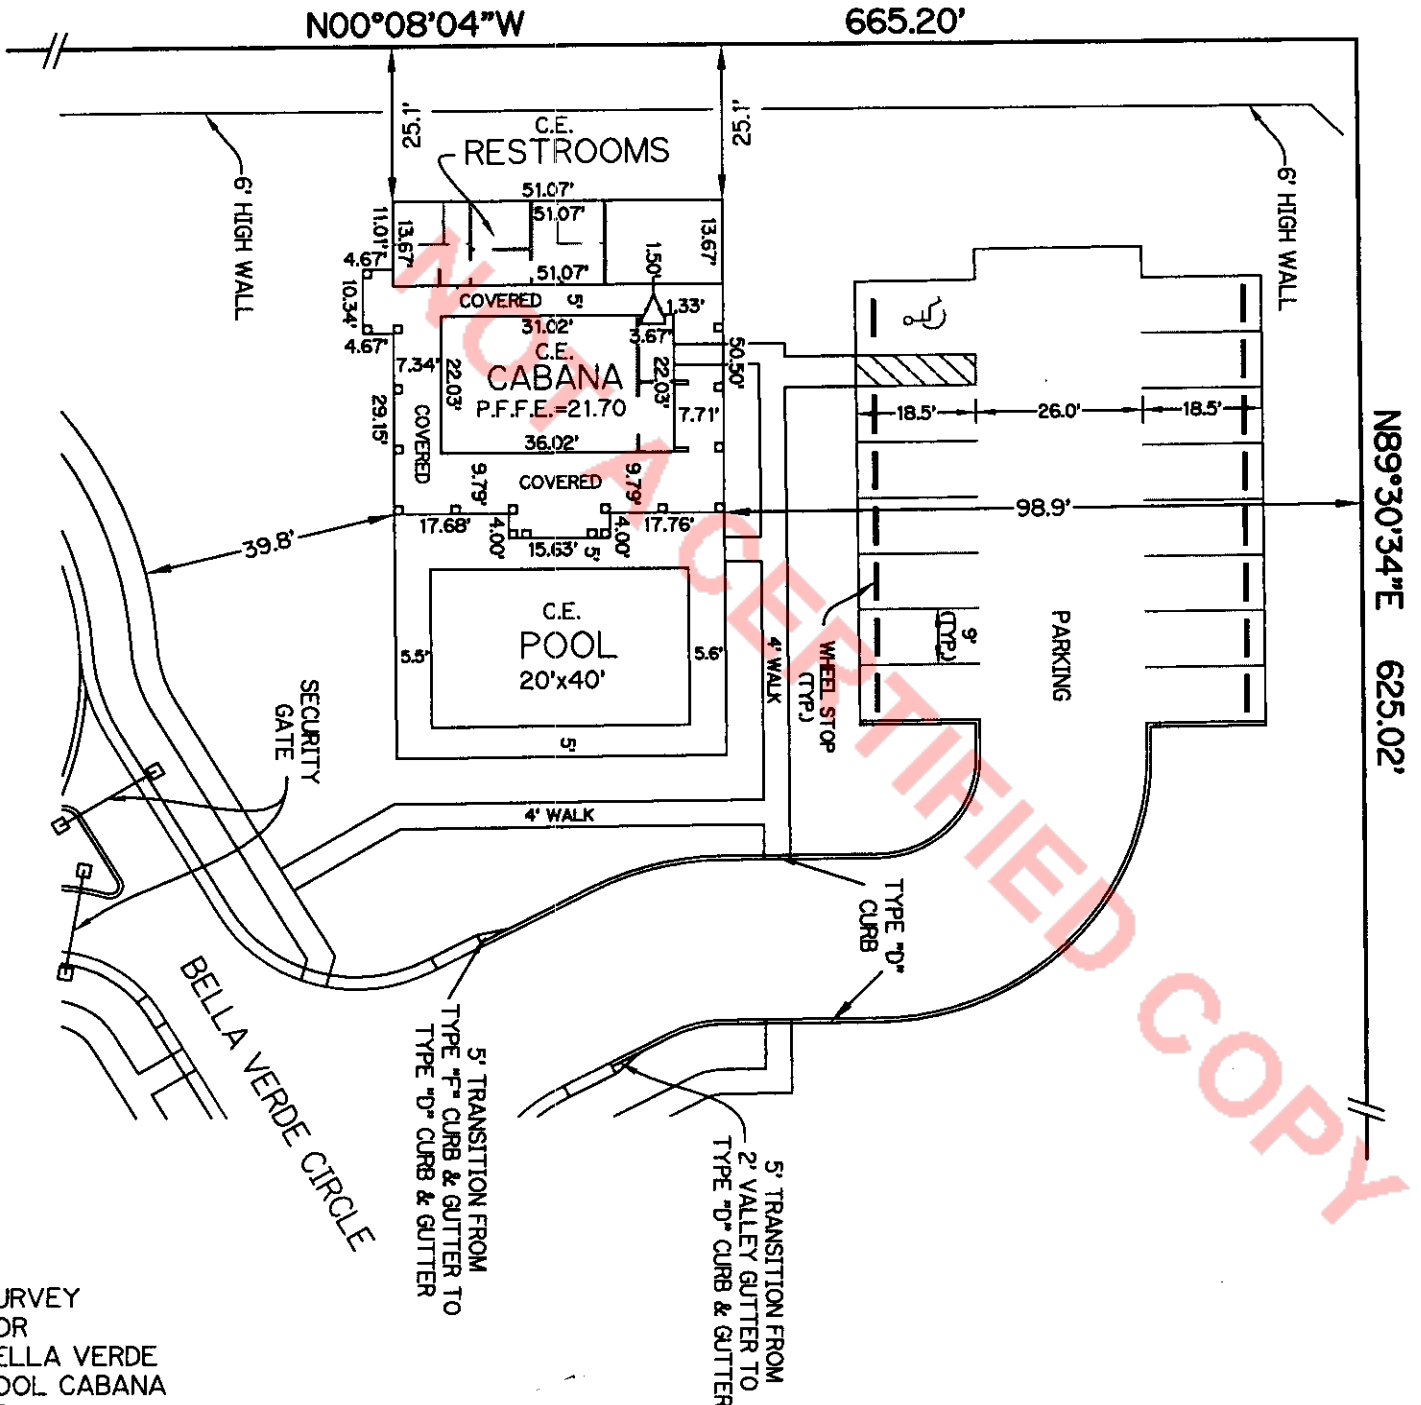 N00°08'04"W
665.20'
25.1'
25.1'
6' HIGH WALL
6' HIGH WALL
C.E.
RESTROOMS
51.07'
51.07'
51.07'
11.01'
13.67'
13.67'
4.67'
10.34'
4.67'
1.50'
1.33'
3.67'
COVERED
5'
31.02'
C.E.
CABANA
P.F.F.E.=21.70
36.02'
7.34'
22.03'
22.03'
50.50'
7.71'
29.15'
COVERED
COVERED
9.79'
9.79'
17.68'
4.00'
15.63'
5'
4.00'
17.76'
39.8'
98.9'
18.5'
26.0'
18.5'
N89°30'34"E 625.02'
9'
(TYP.)
PARKING
WHEEL STOP
(TYP.)
4' WALK
C.E.
POOL
20'x40'
5.5'
5.6'
5'
4' WALK
SECURITY
GATE
TYPE "D"
CURB
BELLA VERDE CIRCLE
5' TRANSITION FROM
TYPE "F" CURB & GUTTER TO
TYPE "D" CURB & GUTTER
5' TRANSITION FROM
2' VALLEY GUTTER TO
TYPE "D" CURB & GUTTER
NOT A CERTIFIED COPY
URVEY
OR
ELLA VERDE
OOL CABANA